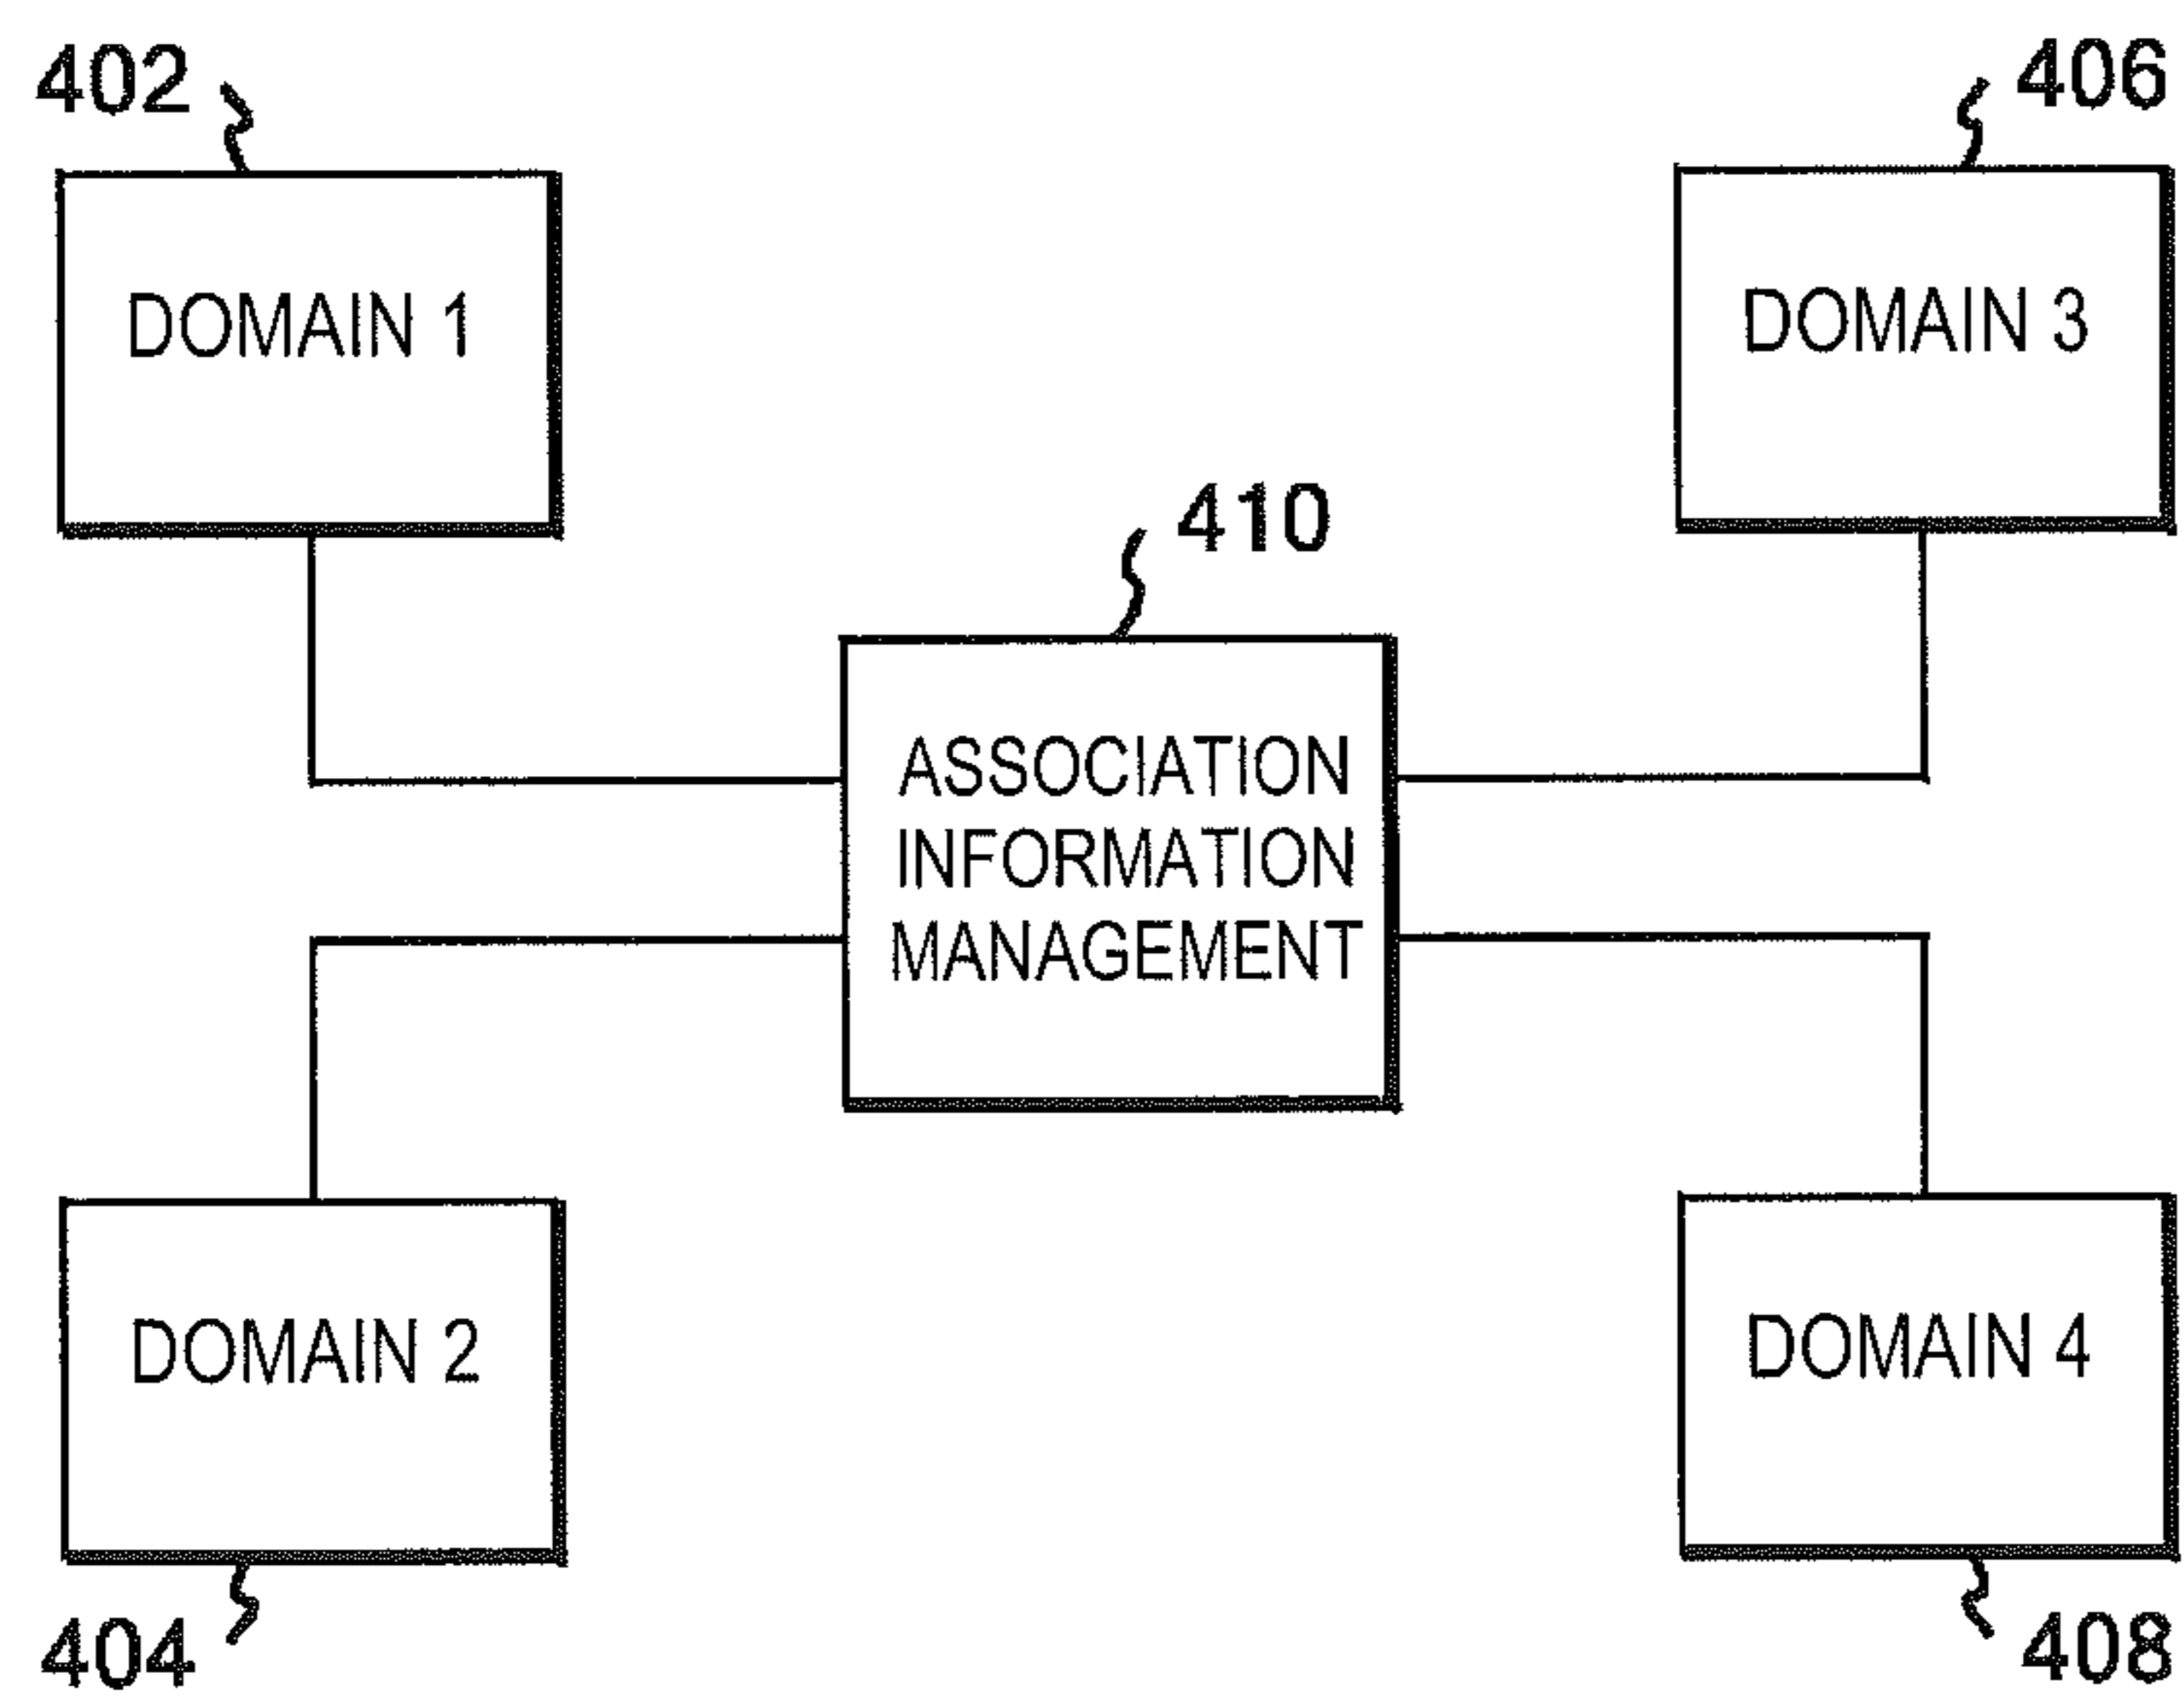 402
406
DOMAIN 1
DOMAIN 3
410
ASSOCIATION
INFORMATION
MANAGEMENT
DOMAIN 2
DOMAIN 4
404
408